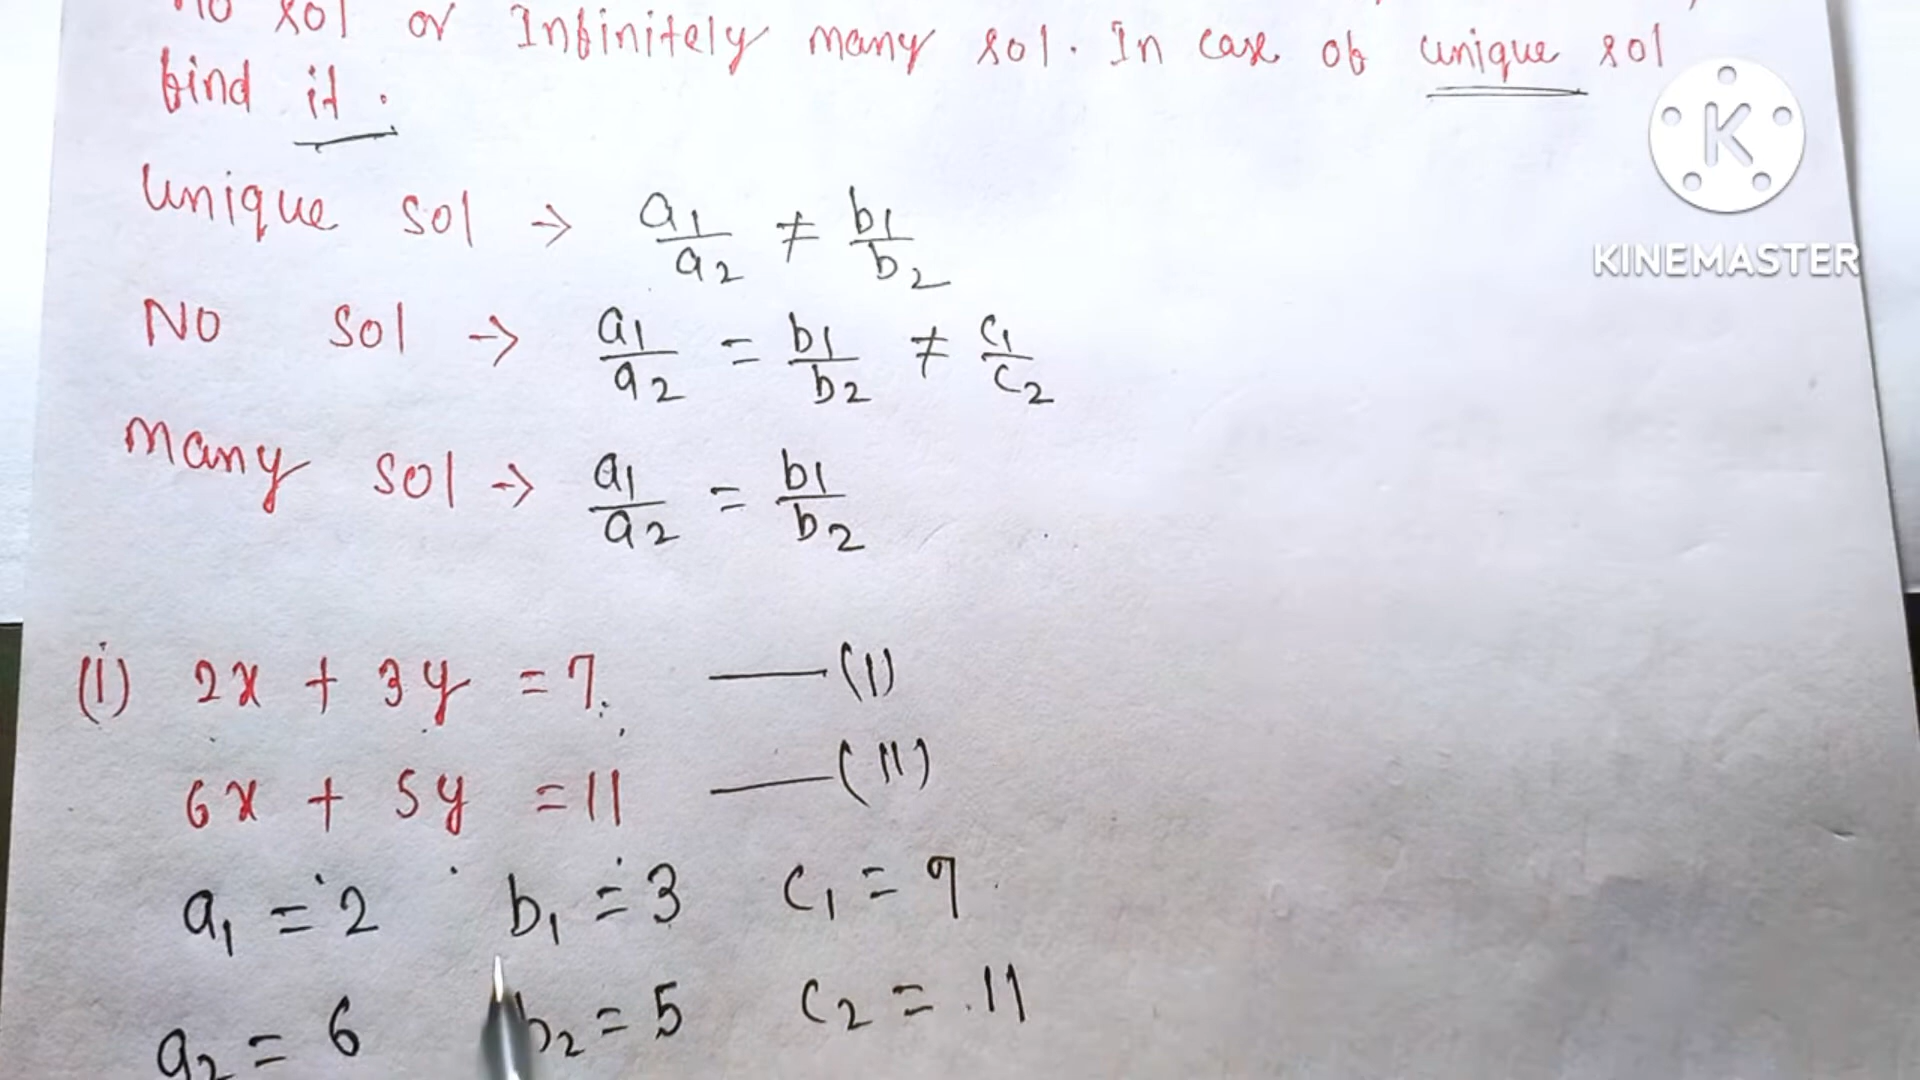 no sol or Infinitely many sol. In case of unique sol
find it.
K
KINEMASTER
Unique sol → a1/a2 ≠ b1/b2
NO sol → a1/a2 = b1/b2 ≠ c1/c2
Many sol → a1/a2 = b1/b2
(i) 2x + 3y = 7 —(I)
6x + 5y = 11 —(II)
a1 = 2 b1 = 3 c1 = 7
a2 = 6 b2 = 5 c2 = 11